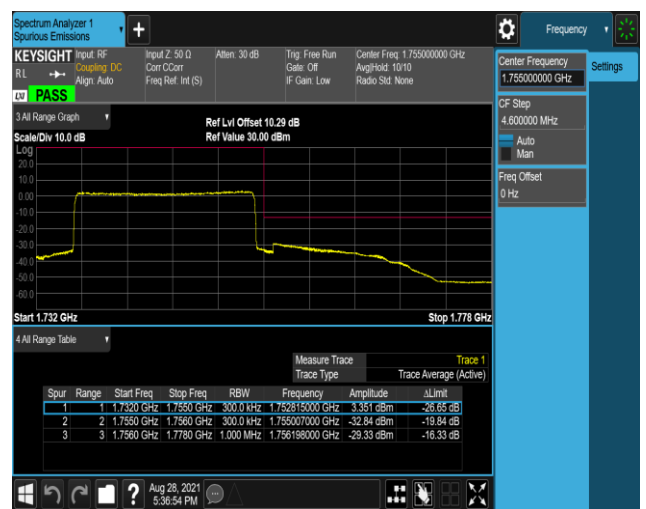 Spectrum Analyzer 1
Spurious Emissions
+
Frequency
KEYSIGHT
RL
LXI PASS
Input: RF
Coupling: DC
Align: Auto
Input Z: 50 Ω
Corr CCorr
Freq Ref: Int (S)
Atten: 30 dB
Trig: Free Run
Gate: Off
IF Gain: Low
Center Freq: 1.755000000 GHz
Avg|Hold: 10/10
Radio Std: None
Center Frequency
1.755000000 GHz
Settings
CF Step
4.600000 MHz
Auto
Man
Freq Offset
0 Hz
3 All Range Graph
Scale/Div 10.0 dB
Ref Lvl Offset 10.29 dB
Ref Value 30.00 dBm
Log
20.0
10.0
0.00
-10.0
-20.0
-30.0
-40.0
-50.0
-60.0
Start 1.732 GHz
Stop 1.778 GHz
4 All Range Table
Measure Trace Trace 1
Trace Type Trace Average (Active)
Spur Range Start Freq Stop Freq RBW Frequency Amplitude ΔLimit
1 1 1.7320 GHz 1.7550 GHz 300.0 kHz 1.752815000 GHz 3.351 dBm -26.65 dB
2 2 1.7550 GHz 1.7560 GHz 300.0 kHz 1.755007000 GHz -32.84 dBm -19.84 dB
3 3 1.7560 GHz 1.7780 GHz 1.000 MHz 1.756198000 GHz -29.33 dBm -16.33 dB
?
Aug 28, 2021
5:36:54 PM